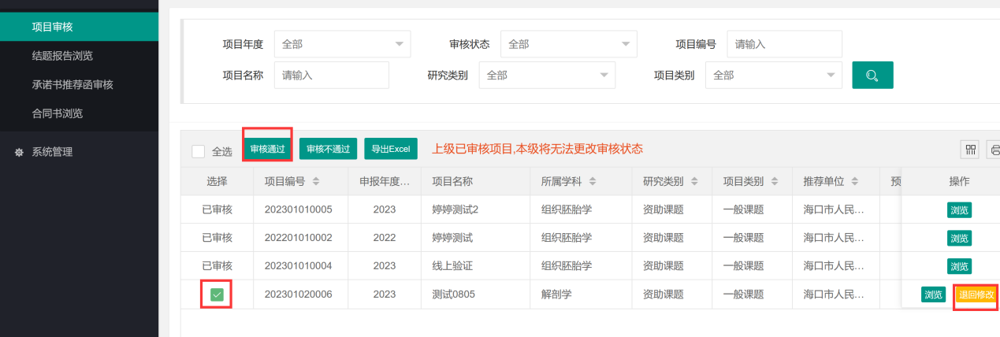 项目审核
结题报告浏览
承诺书推荐函审核
合同书浏览
系统管理
项目年度 全部 审核状态 全部 项目编号 请输入
项目名称 请输入 研究类别 全部 项目类别 全部
全选 审核通过 审核不通过 导出Excel 上级已审核项目,本级将无法更改审核状态
选择 项目编号 申报年度... 项目名称 所属学科 研究类别 项目类别 推荐单位 预 操作
已审核 202301010005 2023 婷婷测试2 组织胚胎学 资助课题 一般课题 海口市人民... 浏览
已审核 202201010002 2022 婷婷测试 组织胚胎学 资助课题 一般课题 海口市人民... 浏览
已审核 202301010004 2023 线上验证 组织胚胎学 资助课题 一般课题 海口市人民... 浏览
202301020006 2023 测试0805 解剖学 资助课题 一般课题 海口市人民... 浏览 退回修改